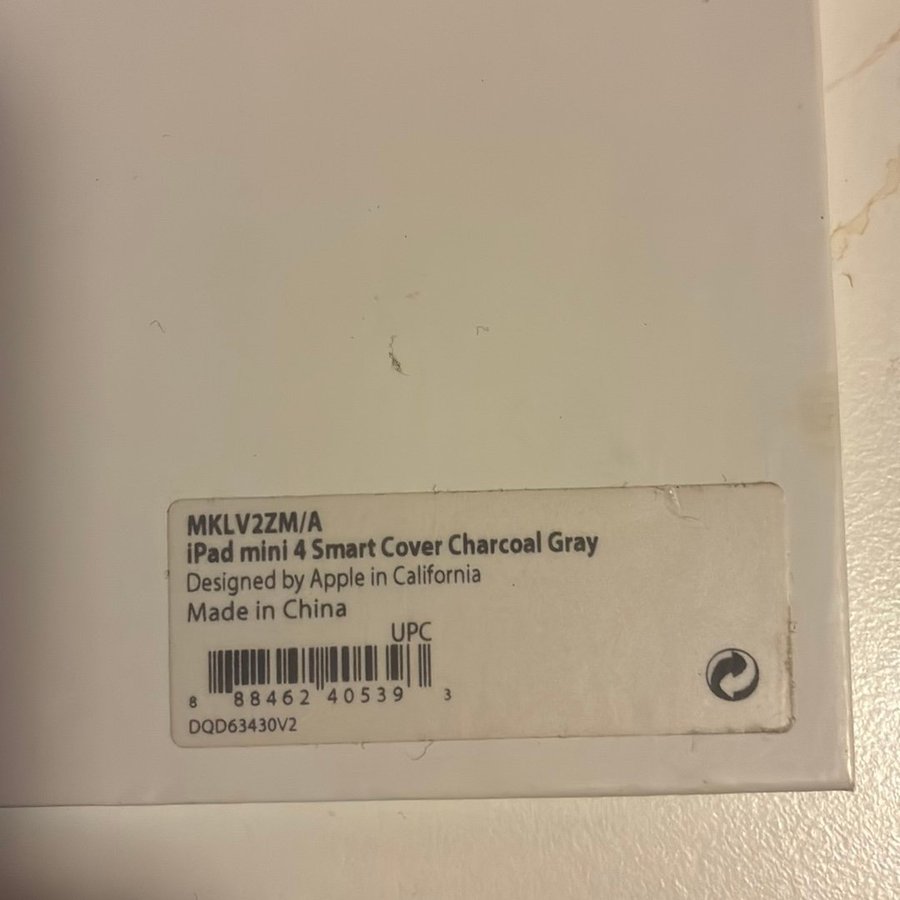 MKLV2ZM/A
iPad mini 4 Smart Cover Charcoal Gray
Designed by Apple in California
Made in China
UPC
8 88462 40539 3
DQD63430V2